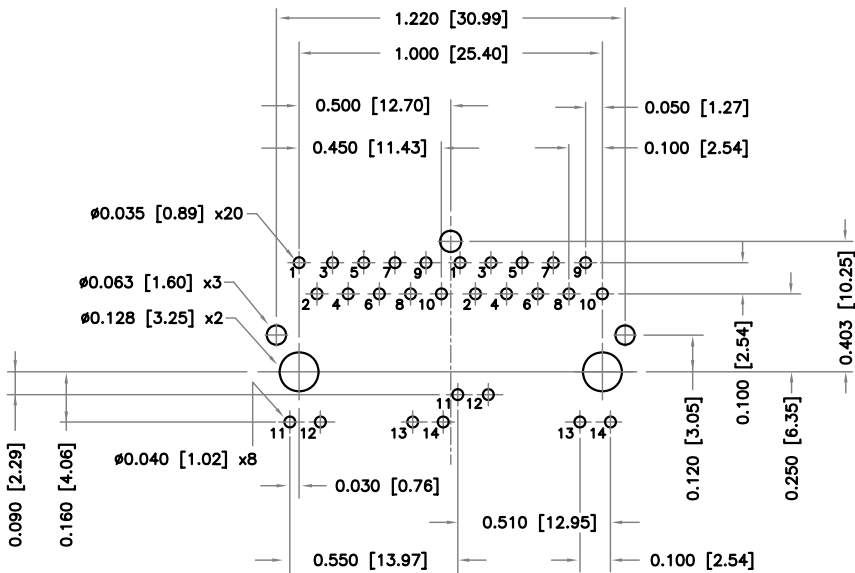 1.220 [30.99]
1.000 [25.40]
0.500 [12.70]
0.050 [1.27]
0.450 [11.43]
0.100 [2.54]
ø0.035 [0.89] x20
1 3 5 7 9 1 3 5 7 9
ø0.063 [1.60] x3
2 4 6 8 10 2 4 6 8 10
ø0.128 [3.25] x2
0.403 [10.25]
0.100 [2.54]
0.250 [6.35]
0.120 [3.05]
11 12
11 12 13 14 13 14
ø0.040 [1.02] x8
0.090 [2.29]
0.160 [4.06]
0.030 [0.76]
0.510 [12.95]
0.550 [13.97]
0.100 [2.54]